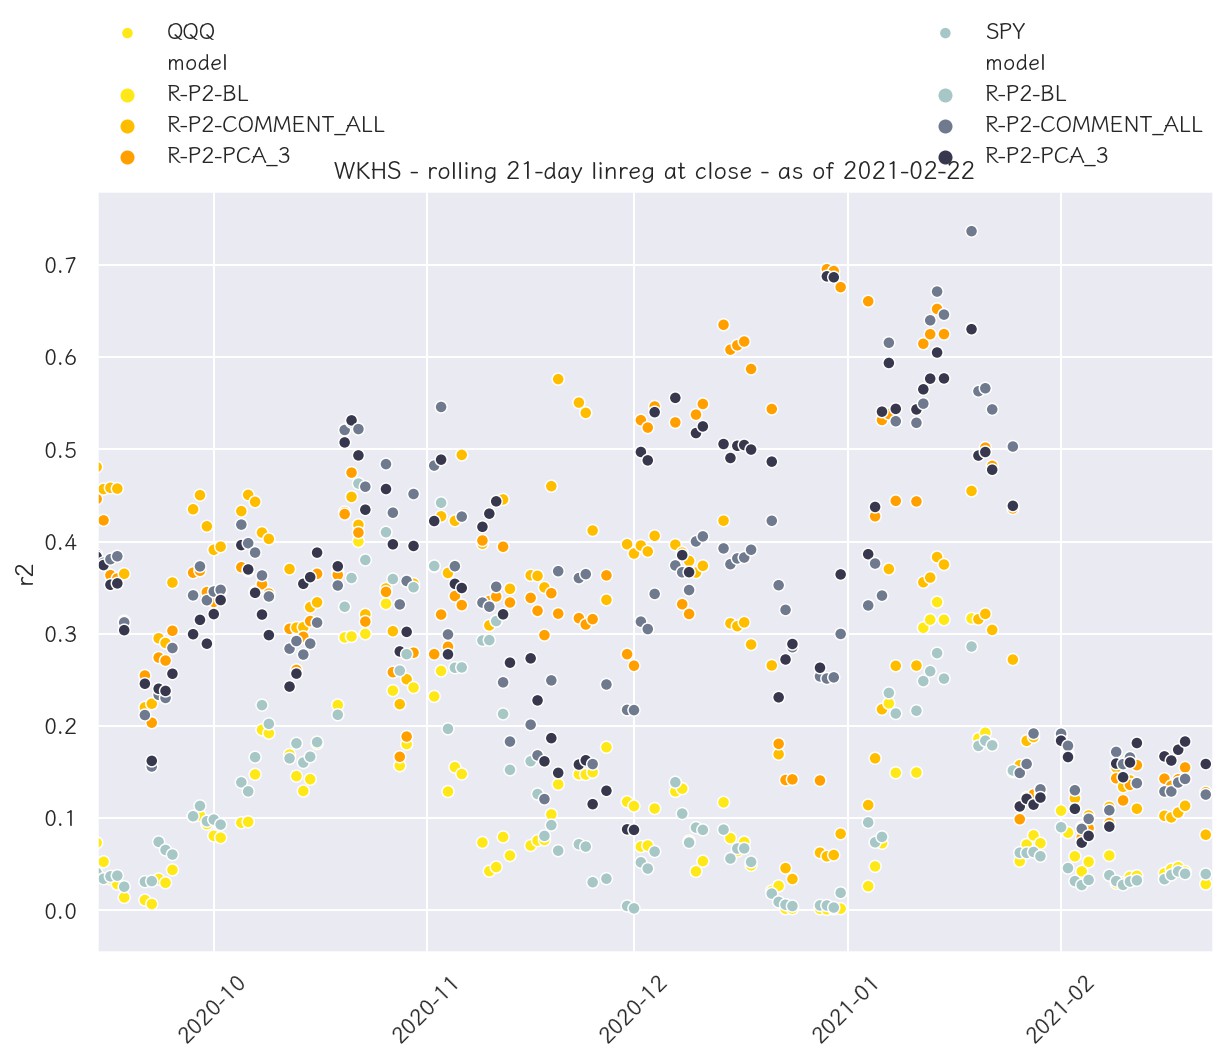 QQQ
model
R-P2-BL
R-P2-COMMENT_ALL
R-P2-PCA_3
SPY
model
R-P2-BL
R-P2-COMMENT_ALL
R-P2-PCA_3
WKHS - rolling 21-day linreg at close - as of 2021-02-22
r2
0.7
0.6
0.5
0.4
0.3
0.2
0.1
0.0
2020-10
2020-11
2020-12
2021-01
2021-02